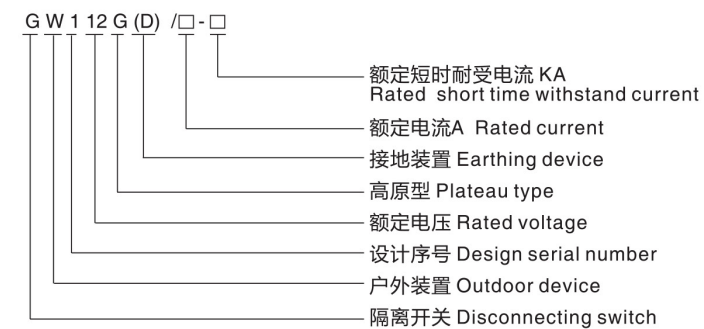 G W 1 12 G (D) /□-□
额定短时耐受电流 KA
Rated short time withstand current
额定电流A Rated current
接地装置 Earthing device
高原型 Plateau type
额定电压 Rated voltage
设计序号 Design serial number
户外装置 Outdoor device
隔离开关 Disconnecting switch